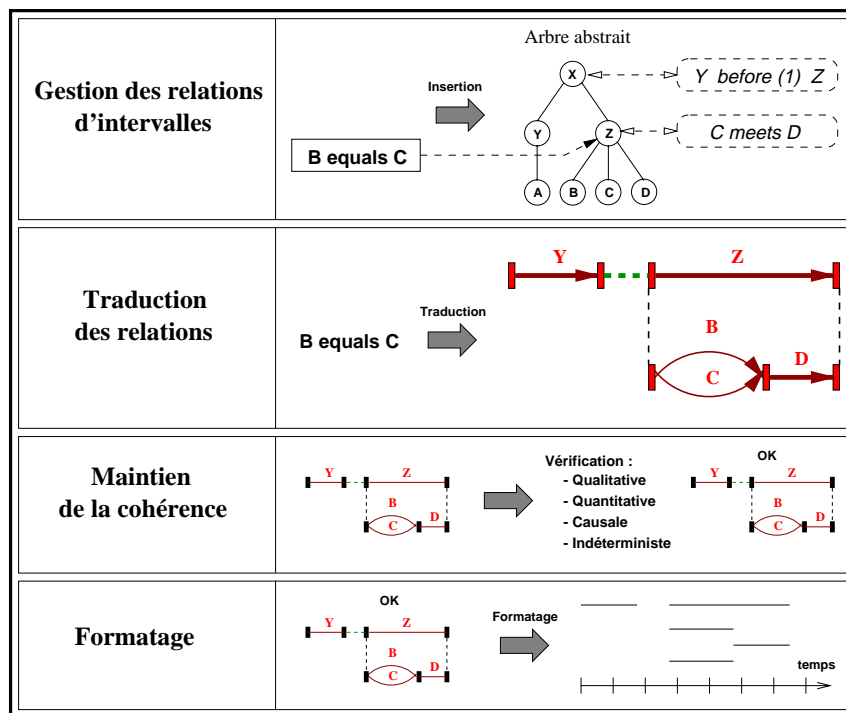 Gestion des relations
d'intervalles
Arbre abstrait
Insertion
X
Y before (1) Z
Y
Z
C meets D
B equals C
A
B
C
D
Traduction
des relations
B equals C
Traduction
Y
Z
B
C
D
Maintien
de la cohérence
Y
Z
B
C
D
Vérification :
- Qualitative
- Quantitative
- Causale
- Indéterministe
OK
Y
Z
B
C
D
Formatage
OK
Y
Z
B
C
D
Formatage
temps